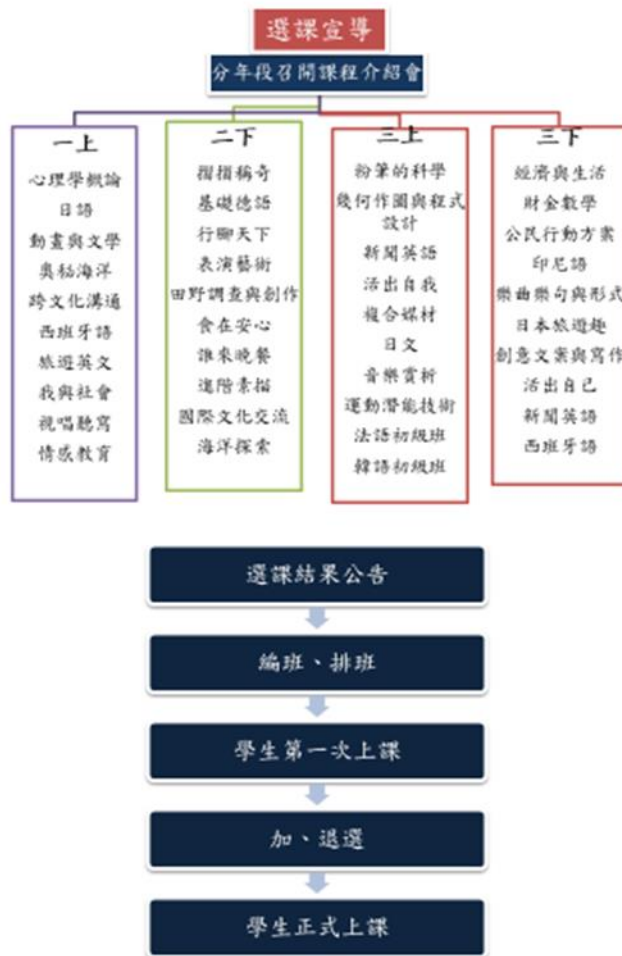 選課宣導
分年段召開課程介紹會
一上
心理學概論
日語
動畫與文學
奧秘海洋
跨文化溝通
西班牙語
旅遊英文
我與社會
視唱聽寫
情感教育
二下
摺摺稱奇
基礎德語
行聊天下
表演藝術
田野調查與創作
食在安心
誰來晚餐
進階素描
國際文化交流
海洋探索
三上
粉筆的科學
幾何作圖與程式
設計
新聞英語
活出自我
複合媒材
日文
音樂賞析
運動潛能技術
法語初級班
韓語初級班
三下
經濟與生活
財金數學
公民行動方案
印尼語
樂曲樂句與形式
日本旅遊趣
創意文案與寫作
活出自己
新聞英語
西班牙語
選課結果公告
編班、排班
學生第一次上課
加、退選
學生正式上課